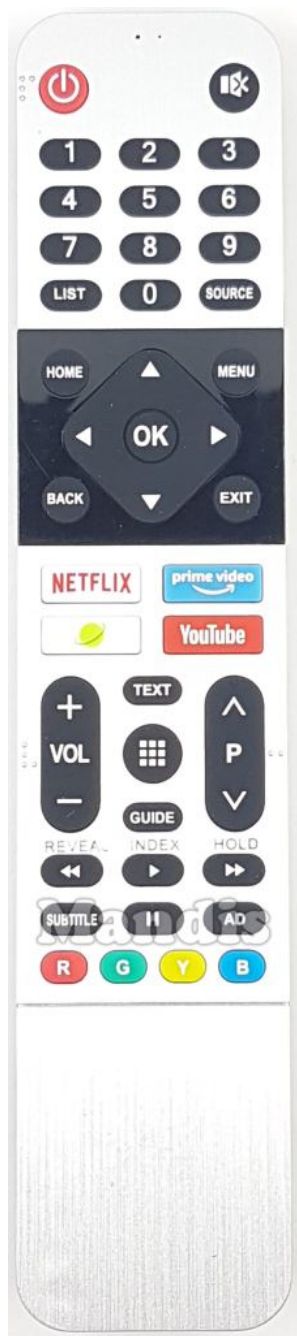 1 2 3
4 5 6
7 8 9
LIST 0 SOURCE
HOME MENU
OK
BACK EXIT
NETFLIX prime video
YouTube
TEXT
+ VOL − P
GUIDE
REVEAL INDEX HOLD
SUBTITLE AD
Mandis
R G Y B